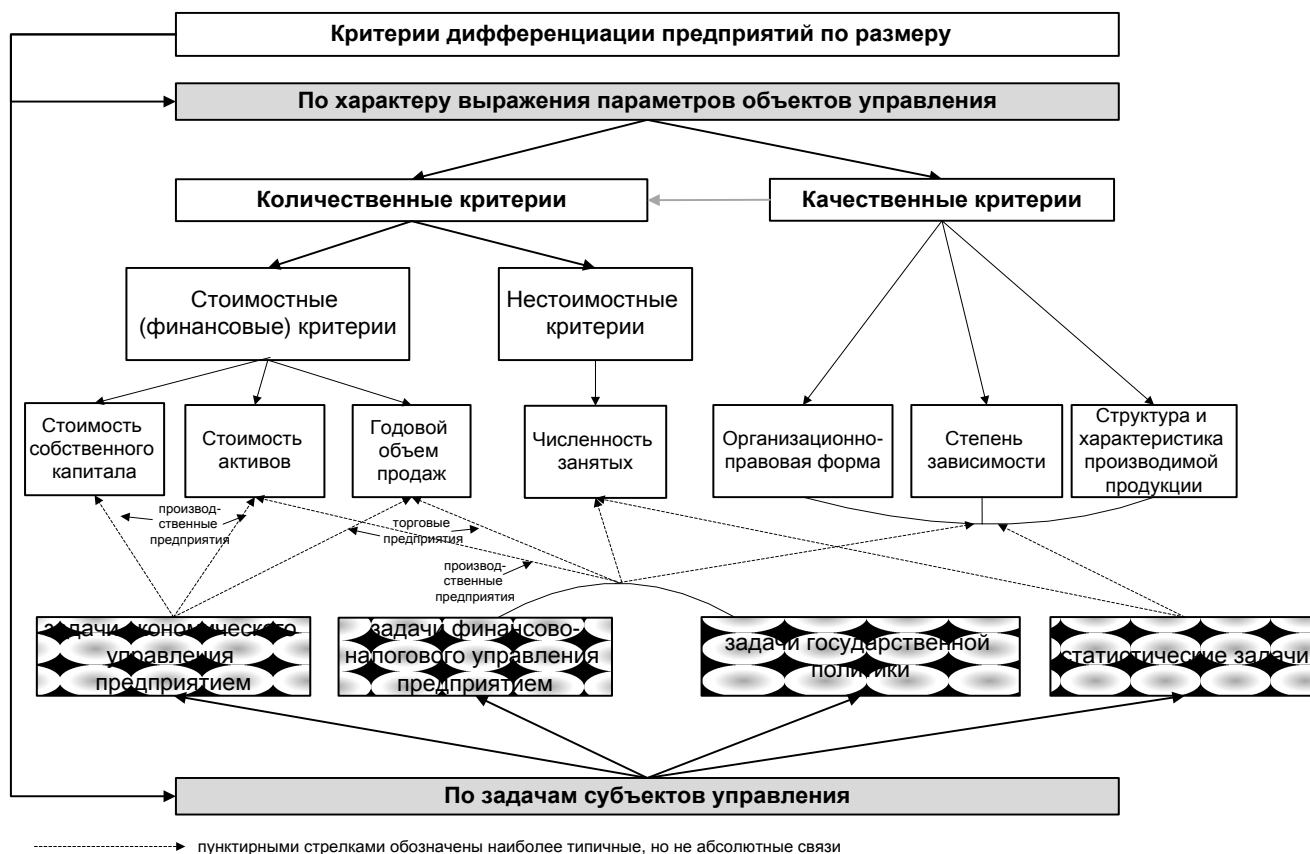 Критерии дифференциации предприятий по размеру
По характеру выражения параметров объектов управления
Количественные критерии
Качественные критерии
Стоимостные
(финансовые) критерии
Нестоимостные
критерии
Стоимость
собственного
капитала
Стоимость
активов
Годовой
объем
продаж
Численность
занятых
Организационно-
правовая форма
Степень
зависимости
Структура и
характеристика
производимой
продукции
производ-
ственные
предприятия
торговые
предприятия
производ-
ственные
предприятия
задачи экономического
управления
предприятием
задачи финансово-
налогового управления
предприятием
задачи государственной
политики
статистические задачи
По задачам субъектов управления
пунктирными стрелками обозначены наиболее типичные, но не абсолютные связи